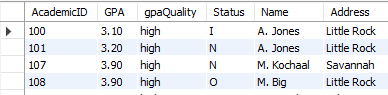 AcademicID GPA gpaQuality Status Name Address
100 3.10 high I A. Jones Little Rock
101 3.20 high N A. Jones Little Rock
107 3.90 high N M. Kochaal Savannah
108 3.90 high O M. Big Little Rock